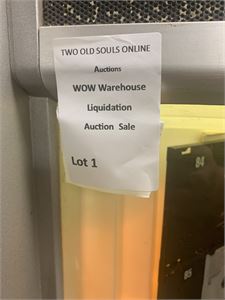 TWO OLD SOULS ONLINE
Auctions
WOW Warehouse
Liquidation
Auction Sale
Lot 1
84
85